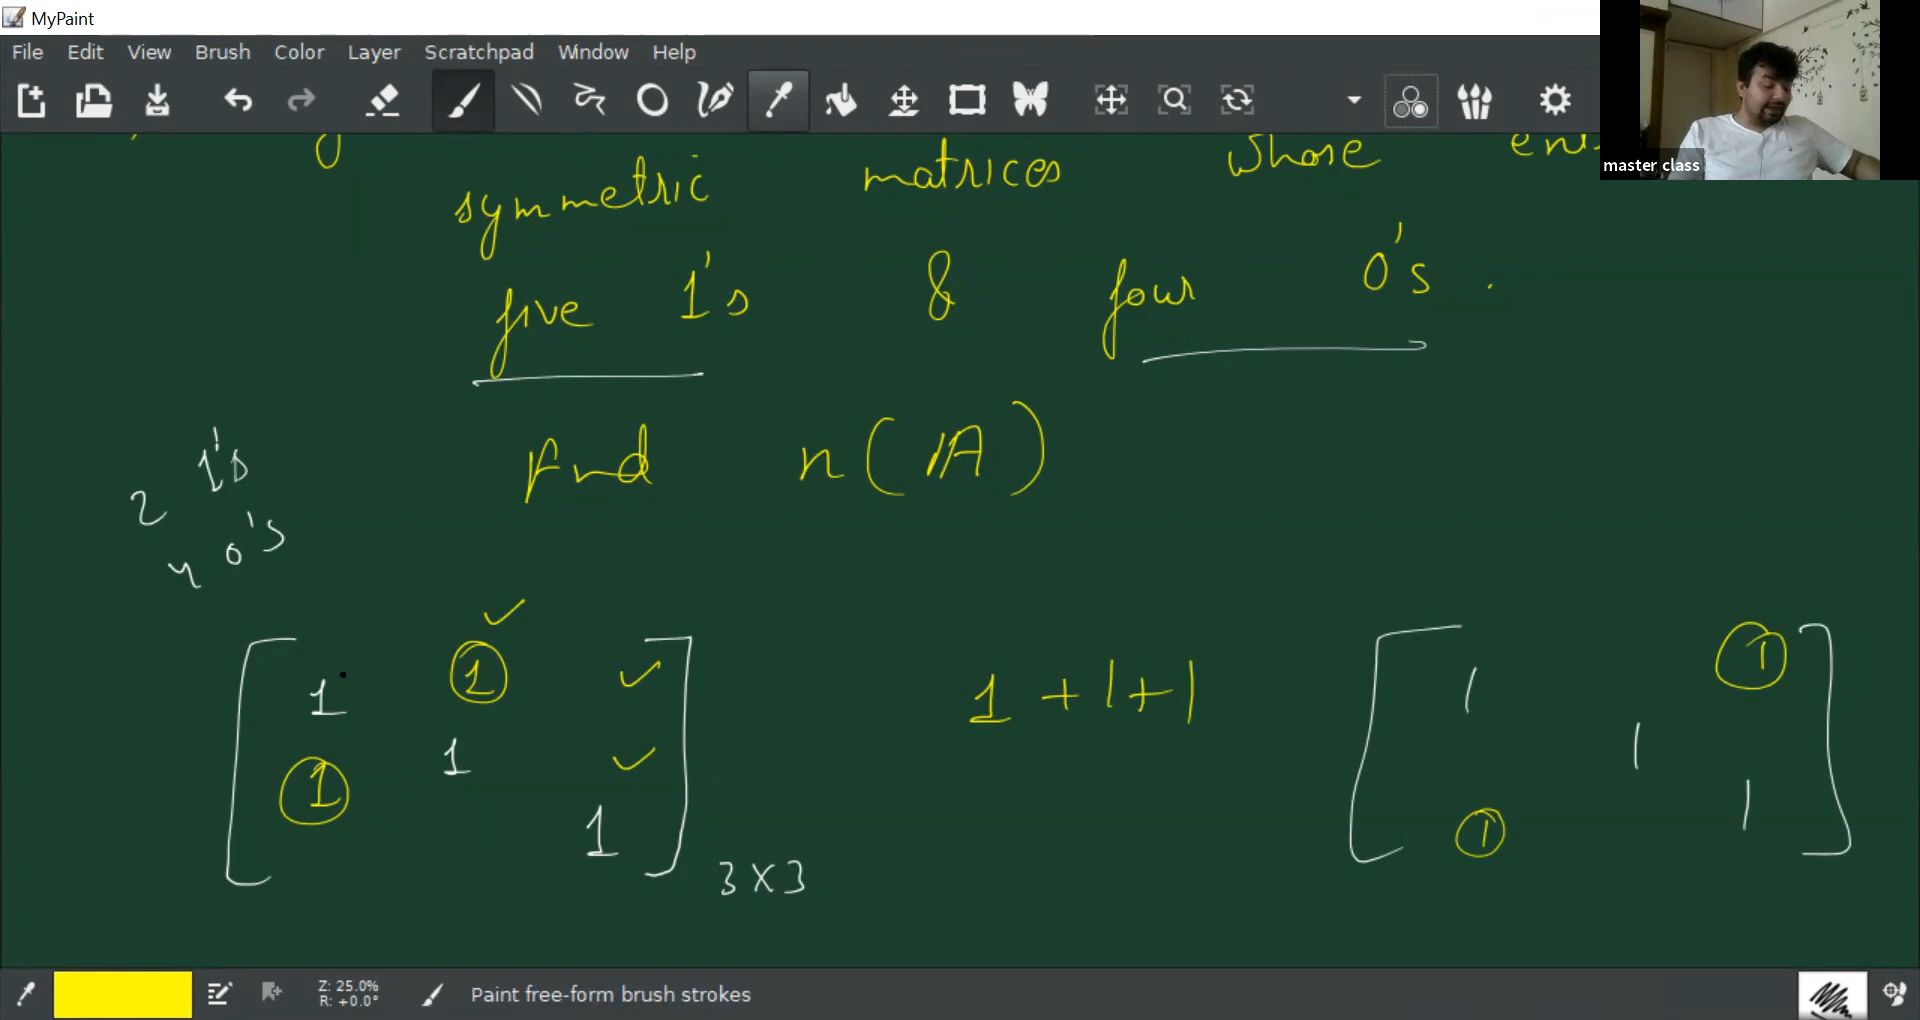 MyPaint
File Edit View Brush Color Layer Scratchpad Window Help
master class
symmetric matrices whose
five 1's & four 0's .
find n(A)
2 1's
4 0's
1 1
1 1
1
3 X 3
1 + 1 + 1
1 1
1
1 1
Z: 25.0%
R: +0.0°
Paint free-form brush strokes